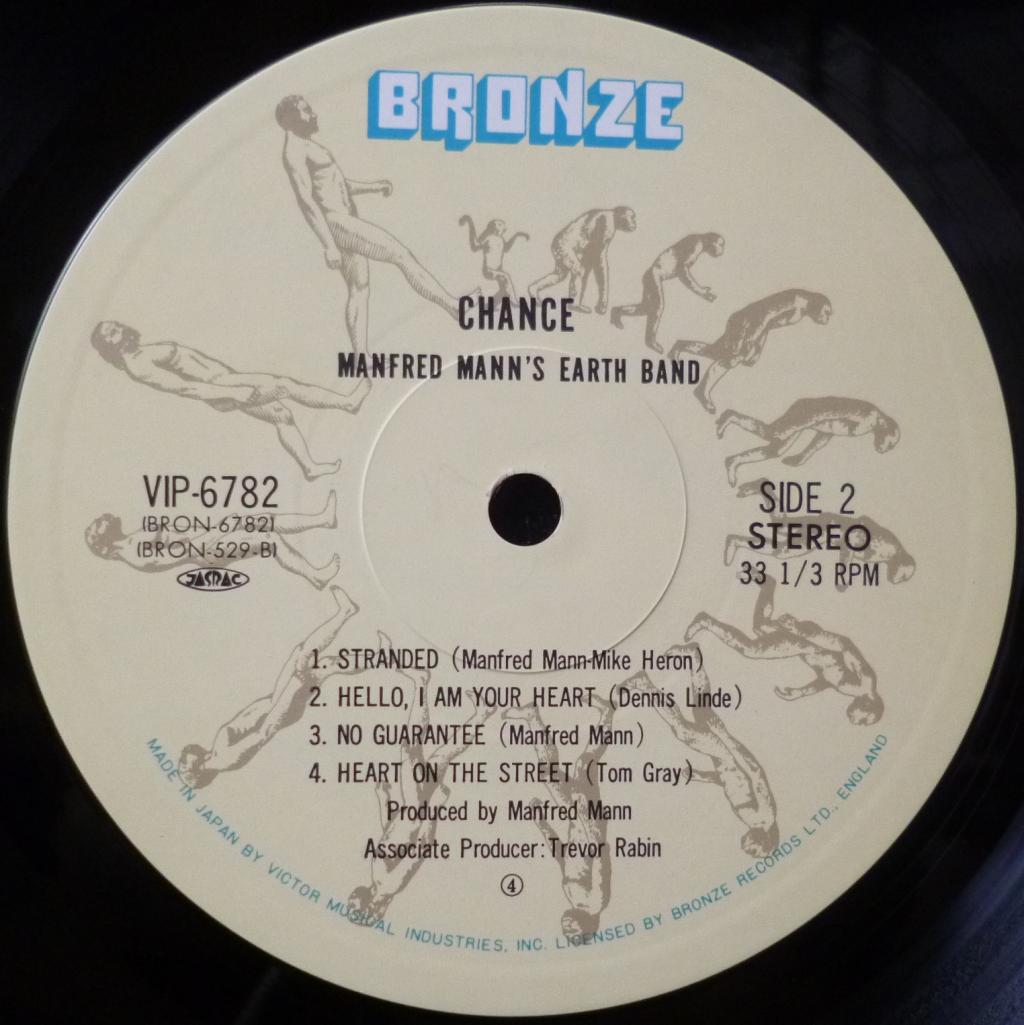 BRONZE
CHANCE
MANFRED MANN'S EARTH BAND
VIP-6782
(BRON-6782)
(BRON-529-B)
JASRAC
SIDE 2
STEREO
33 1/3 RPM
1. STRANDED (Manfred Mann-Mike Heron)
2. HELLO, I AM YOUR HEART (Dennis Linde)
3. NO GUARANTEE (Manfred Mann)
4. HEART ON THE STREET (Tom Gray)
Produced by Manfred Mann
Associate Producer: Trevor Rabin
④
MADE IN JAPAN BY VICTOR MUSICAL INDUSTRIES, INC. LICENSED BY BRONZE RECORDS LTD., ENGLAND